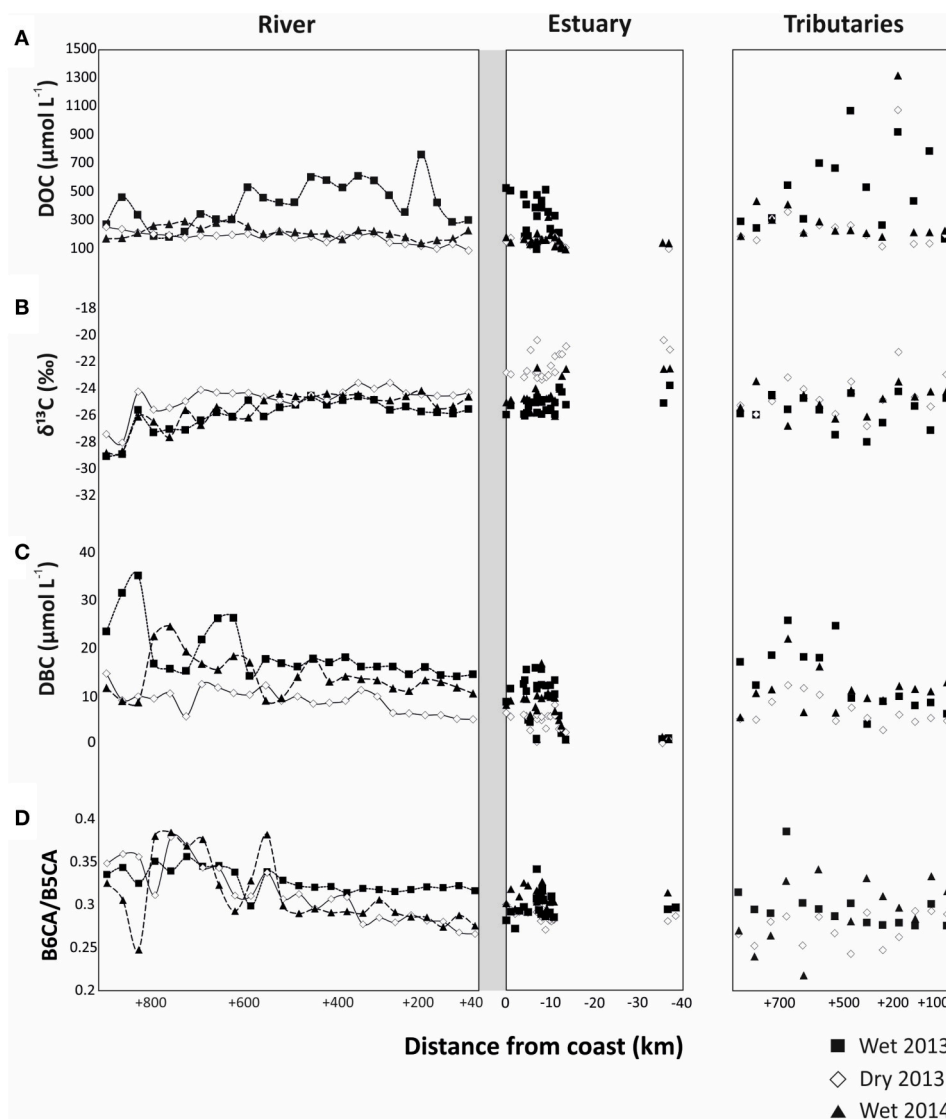 River Estuary Tributaries
A
DOC (µmol L⁻¹)
1500
1300
1100
900
700
500
300
100
B
δ¹³C (‰)
-18
-20
-22
-24
-26
-28
-30
-32
C
DBC (µmol L⁻¹)
40
30
20
10
0
D
B6CA/B5CA
0.4
0.35
0.3
0.25
0.2
+800 +600 +400 +200 +40 0 -10 -20 -30 -40 +700 +500 +200 +100
Distance from coast (km)
Wet 2013
Dry 2013
Wet 2014